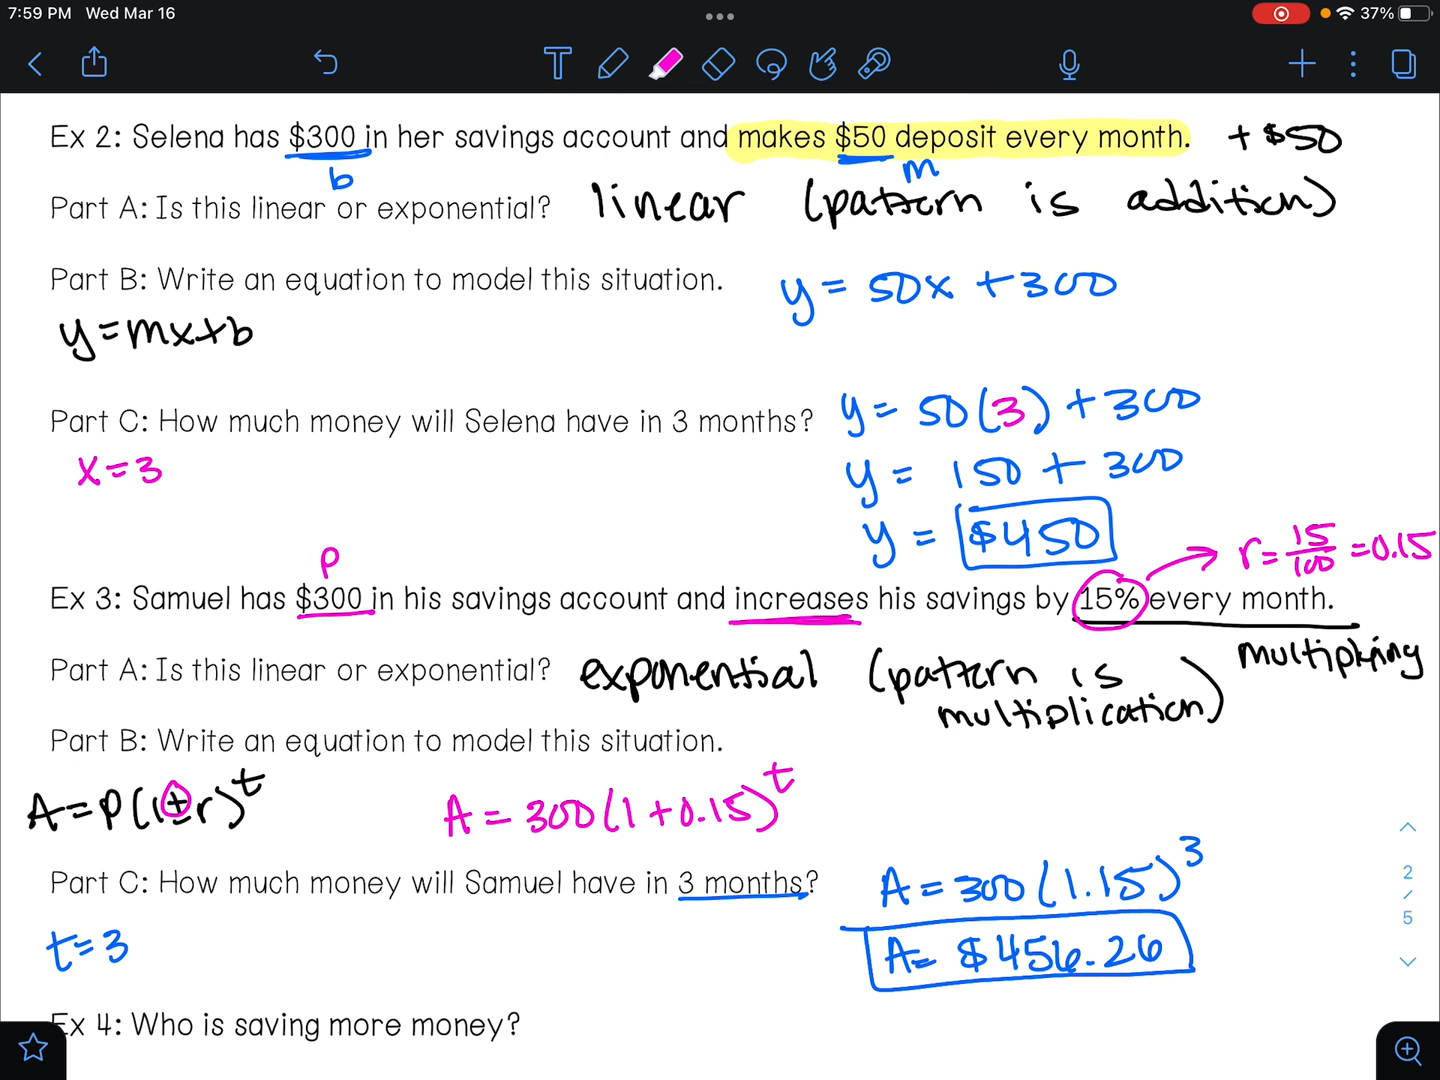 7:59 PM Wed Mar 16
37%
Ex 2: Selena has $300 in her savings account and makes $50 deposit every month. + $50
b m
Part A: Is this linear or exponential? linear (pattern is addition)
Part B: Write an equation to model this situation. y = 50x + 300
y = mx+b
Part C: How much money will Selena have in 3 months? y = 50(3) + 300
x = 3
y = 150 + 300
y = $450
r = 15/100 = 0.15
P
Ex 3: Samuel has $300 in his savings account and increases his savings by 15% every month.
multiplying
Part A: Is this linear or exponential? exponential (pattern is multiplication)
Part B: Write an equation to model this situation.
A = P(1±r)^t A = 300(1+0.15)^t
Part C: How much money will Samuel have in 3 months? A = 300(1.15)^3
t = 3
A = $456.26
Ex 4: Who is saving more money?
2
/
5